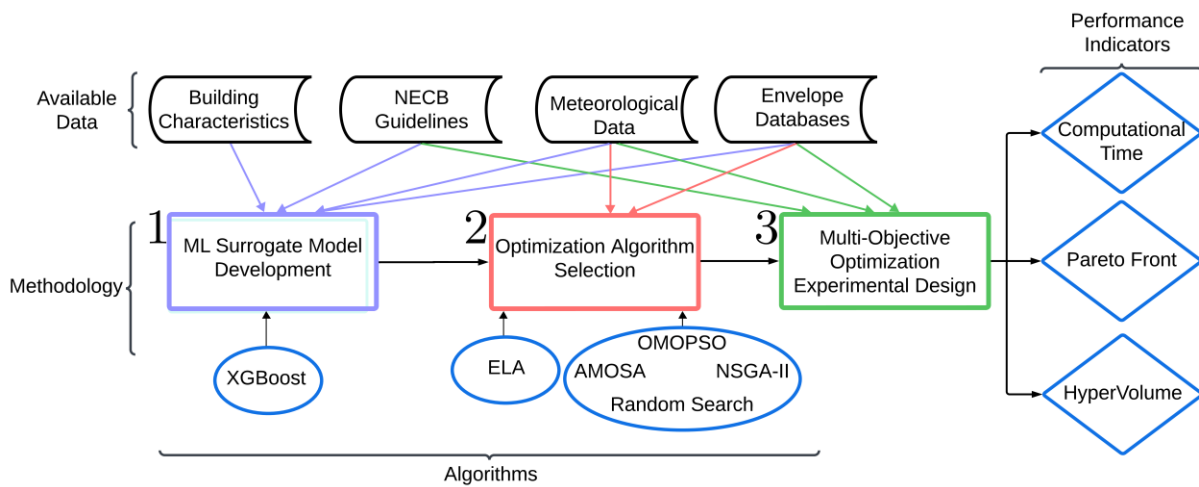 Performance
Indicators
Available
Data
Building
Characteristics
NECB
Guidelines
Meteorological
Data
Envelope
Databases
Computational
Time
Methodology
1
ML Surrogate Model
Development
2
Optimization Algorithm
Selection
3
Multi-Objective
Optimization
Experimental Design
Pareto Front
XGBoost
ELA
OMOPSO
AMOSA
NSGA-II
Random Search
HyperVolume
Algorithms